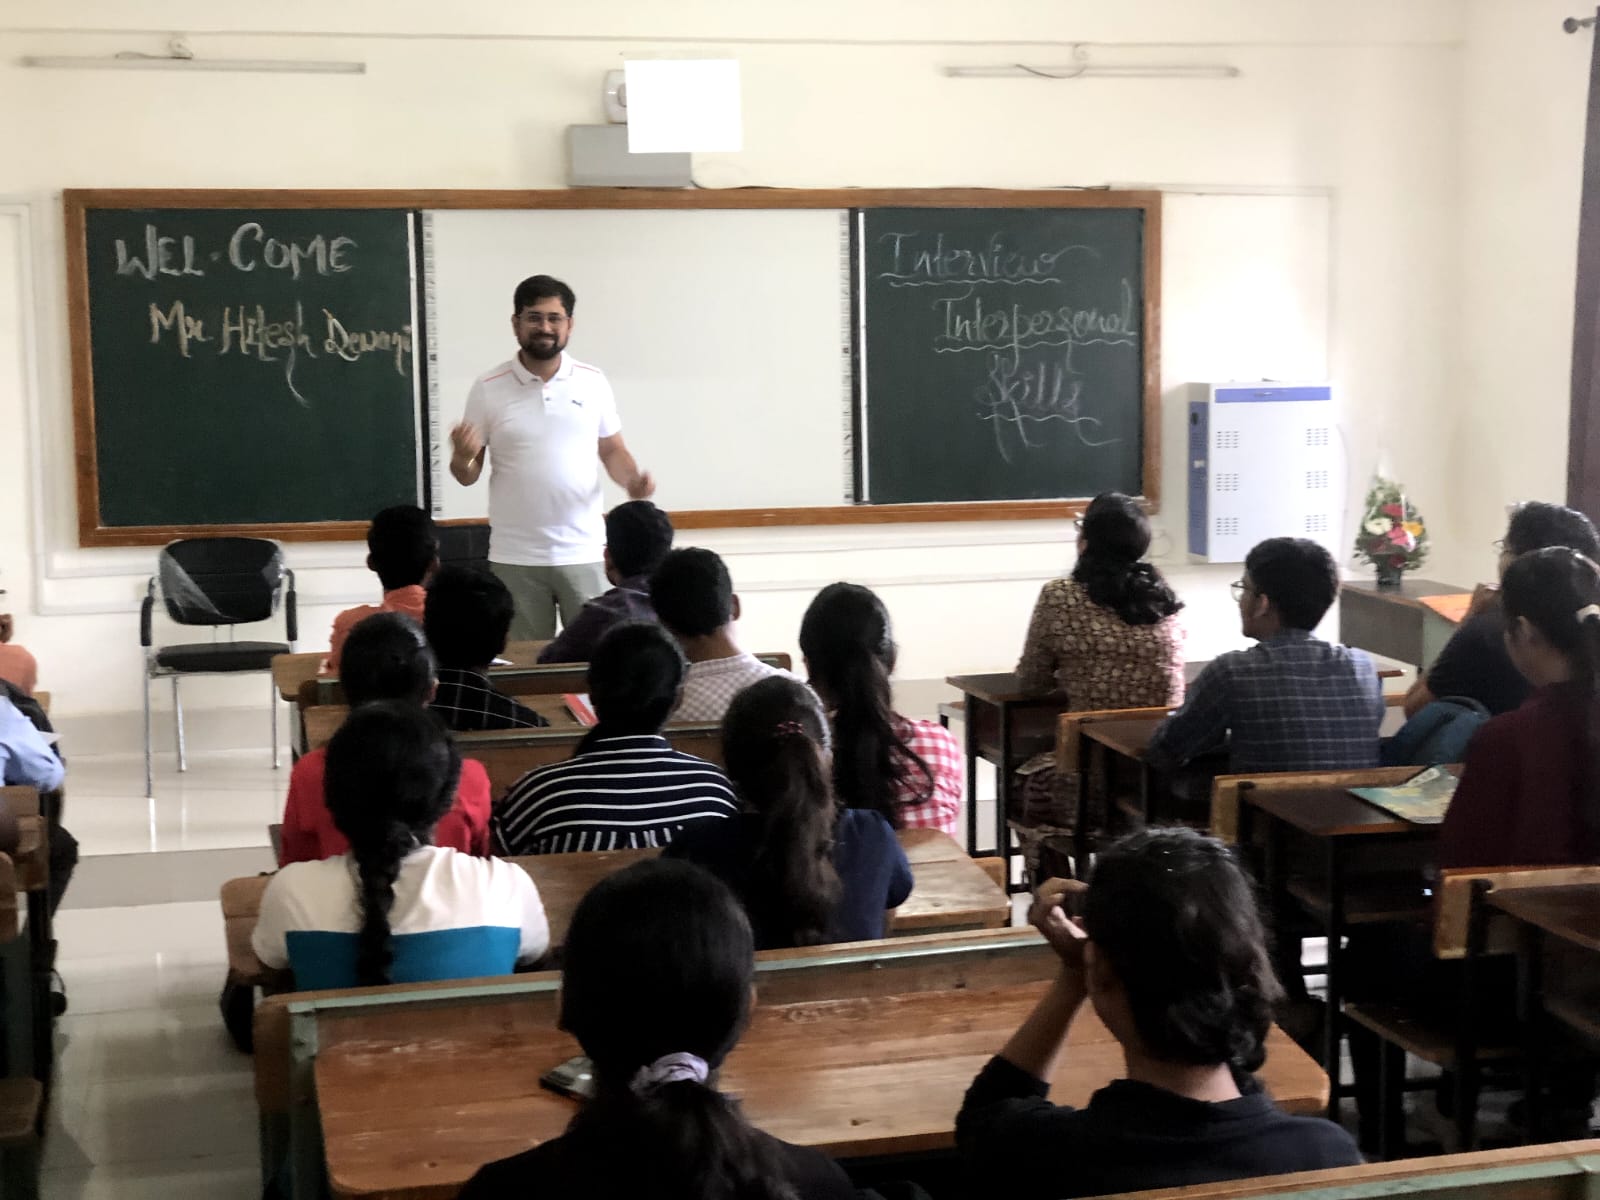 WEL-COME
Mr. Hitesh Dewani
Interview
Interpersonal
Skills